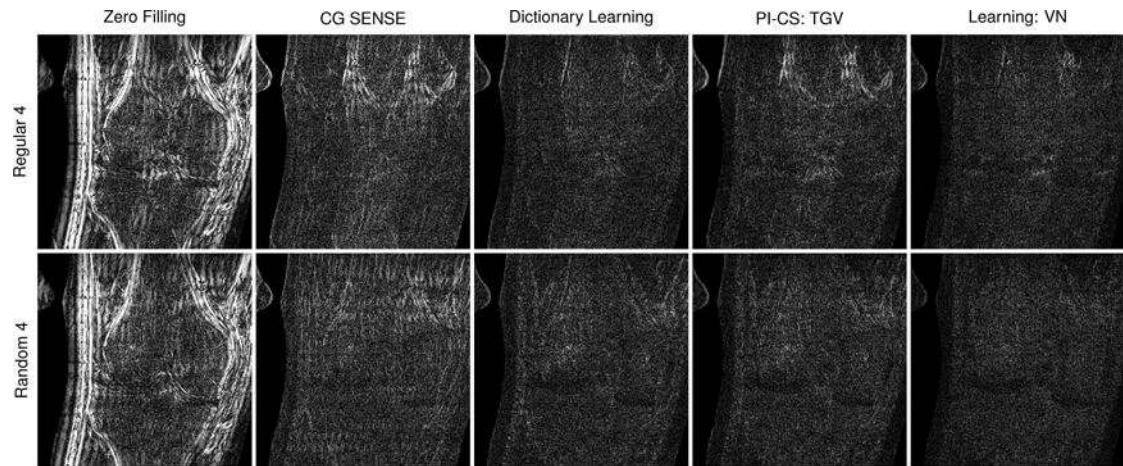 Zero Filling
CG SENSE
Dictionary Learning
PI-CS: TGV
Learning: VN
Regular 4
Random 4